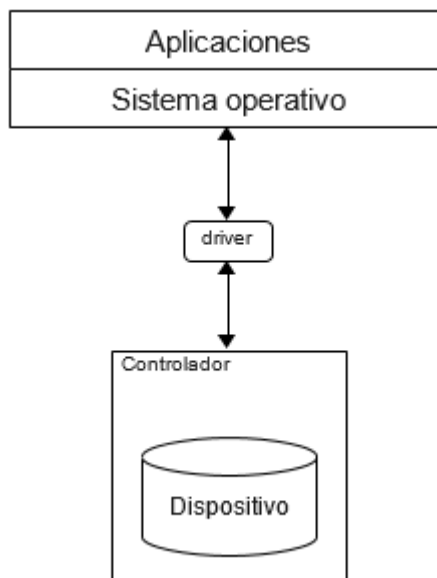 Aplicaciones
Sistema operativo
driver
Controlador
Dispositivo